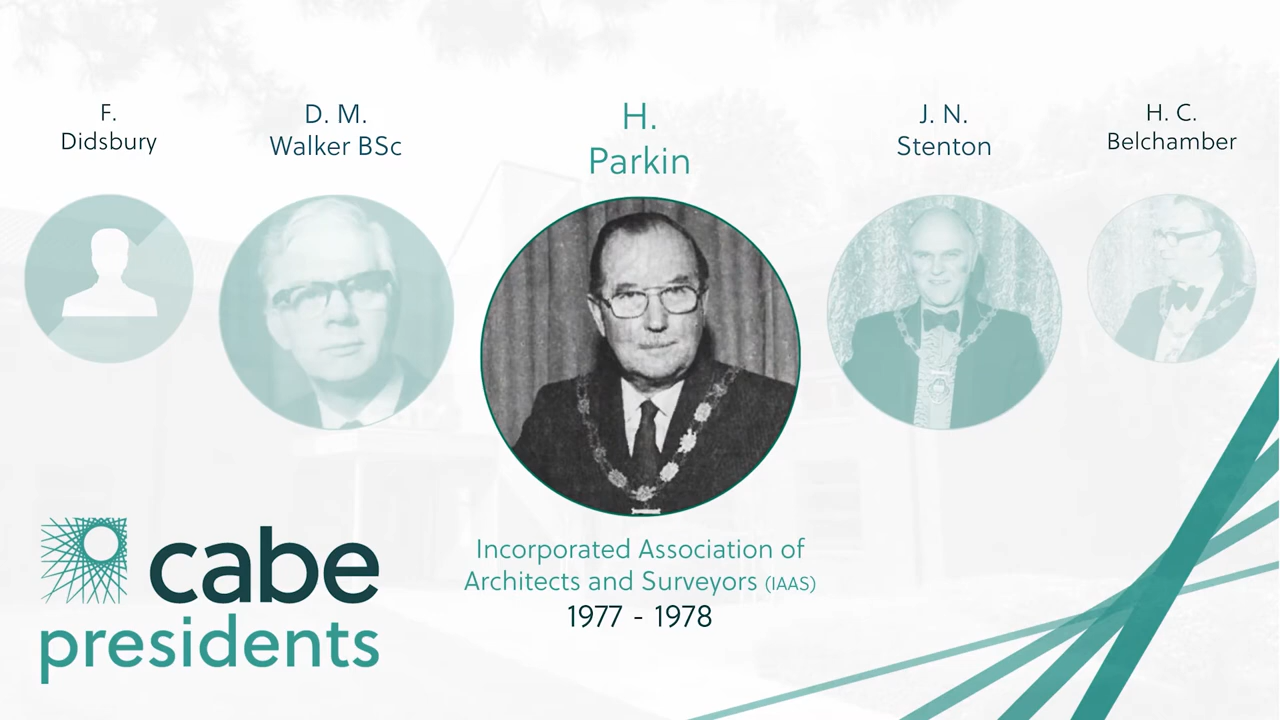 F.
Didsbury
D. M.
Walker BSc
H.
Parkin
J. N.
Stenton
H. C.
Belchamber
Incorporated Association of
Architects and Surveyors (IAAS)
1977 - 1978
cabe
presidents